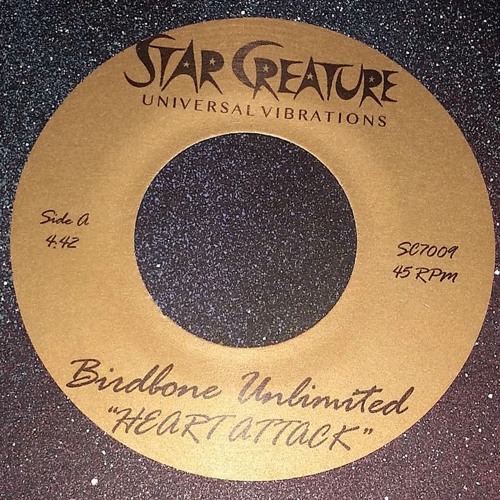 STAR CREATURE
UNIVERSAL VIBRATIONS
Side A
4.42
SC7009
45 RPM
Birdbone Unlimited
"HEART ATTACK"